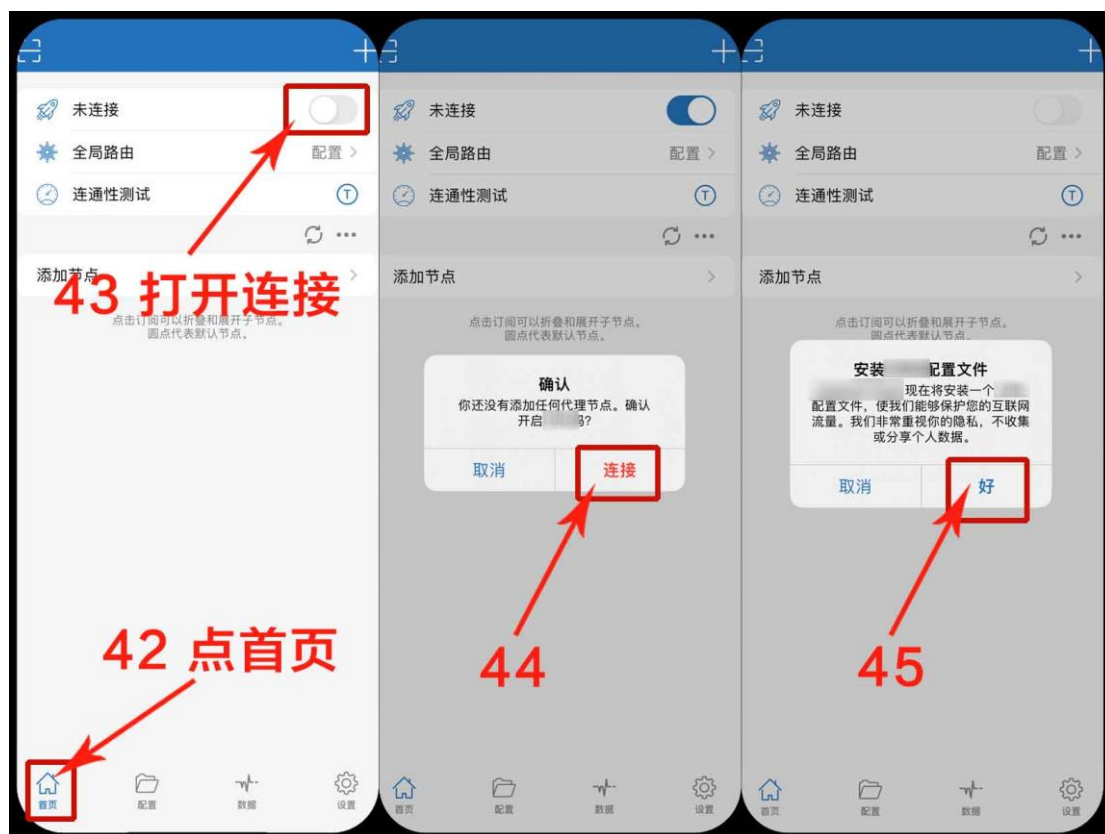 未连接
全局路由
配置
连通性测试
T
添加节点
43 打开连接
点击订阅可以折叠和展开子节点。
圆点代表默认节点。
42 点首页
首页
配置
数据
设置
未连接
全局路由
配置
连通性测试
T
添加节点
点击订阅可以折叠和展开子节点。
圆点代表默认节点。
确认
你还没有添加任何代理节点。确认
开启 吗?
取消
连接
44
首页
配置
数据
设置
未连接
全局路由
配置
连通性测试
T
添加节点
点击订阅可以折叠和展开子节点。
圆点代表默认节点。
安装 配置文件
现在将安装一个
配置文件，使我们能够保护您的互联网
流量。我们非常重视你的隐私，不收集
或分享个人数据。
取消
好
45
首页
配置
数据
设置